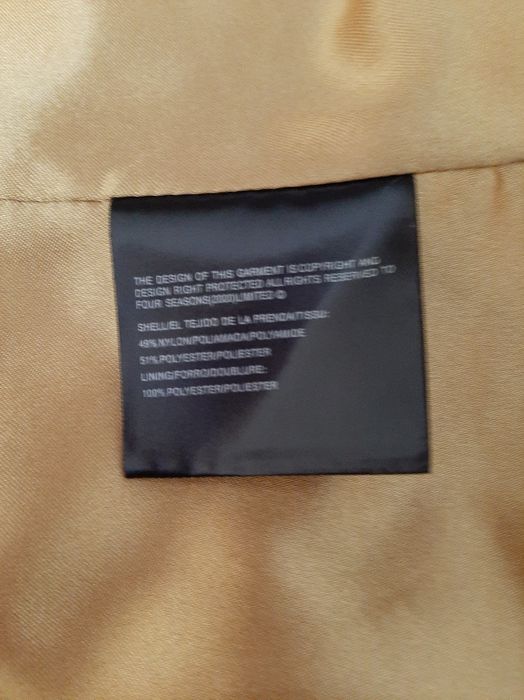 THE DESIGN OF THIS GARMENT IS COPYRIGHT AND
DESIGN RIGHT PROTECTED ALL RIGHTS RESERVED TO
FOUR SEASONS(2000)LIMITED ©
SHELL/EL TEJIDO DE LA PRENDA/TISSU:
49% NYLON/POLIAMADA/POLYAMIDE
51% POLYESTER/POLIESTER
LINING/FORRO/DOUBLURE:
100% POLYESTER/POLIESTER